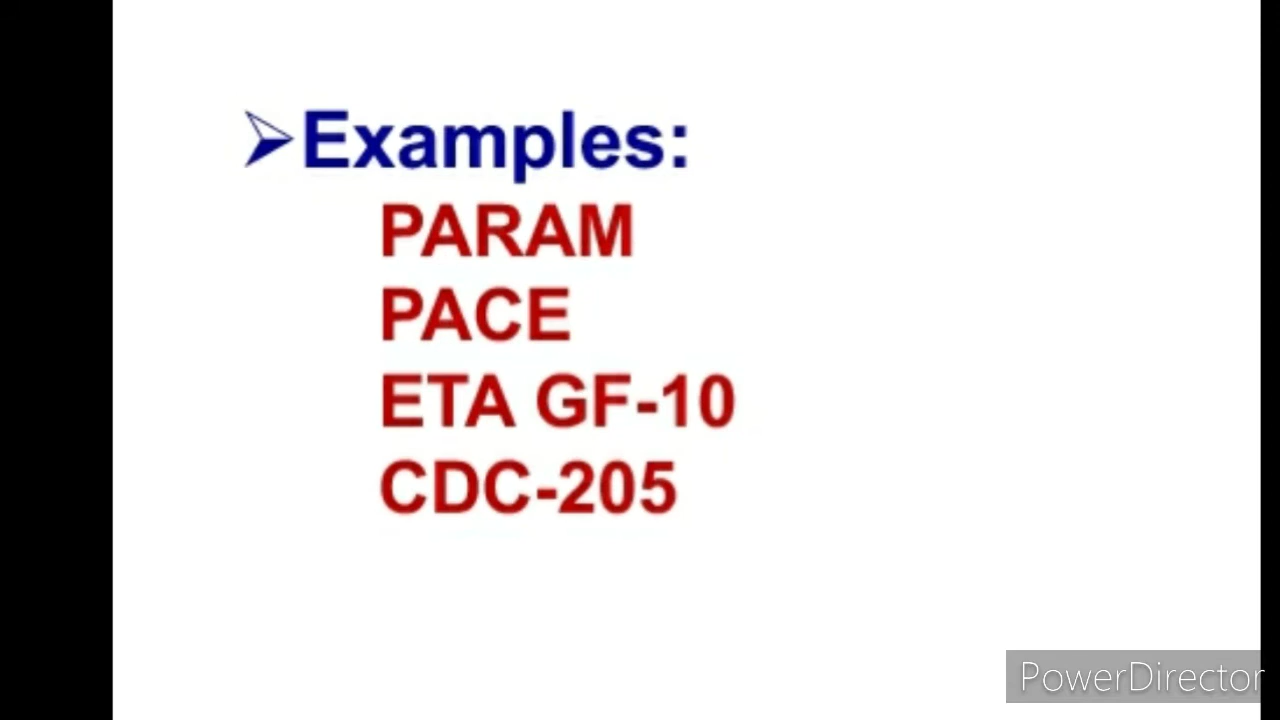 ➢Examples:
PARAM
PACE
ETA GF-10
CDC-205
PowerDirector